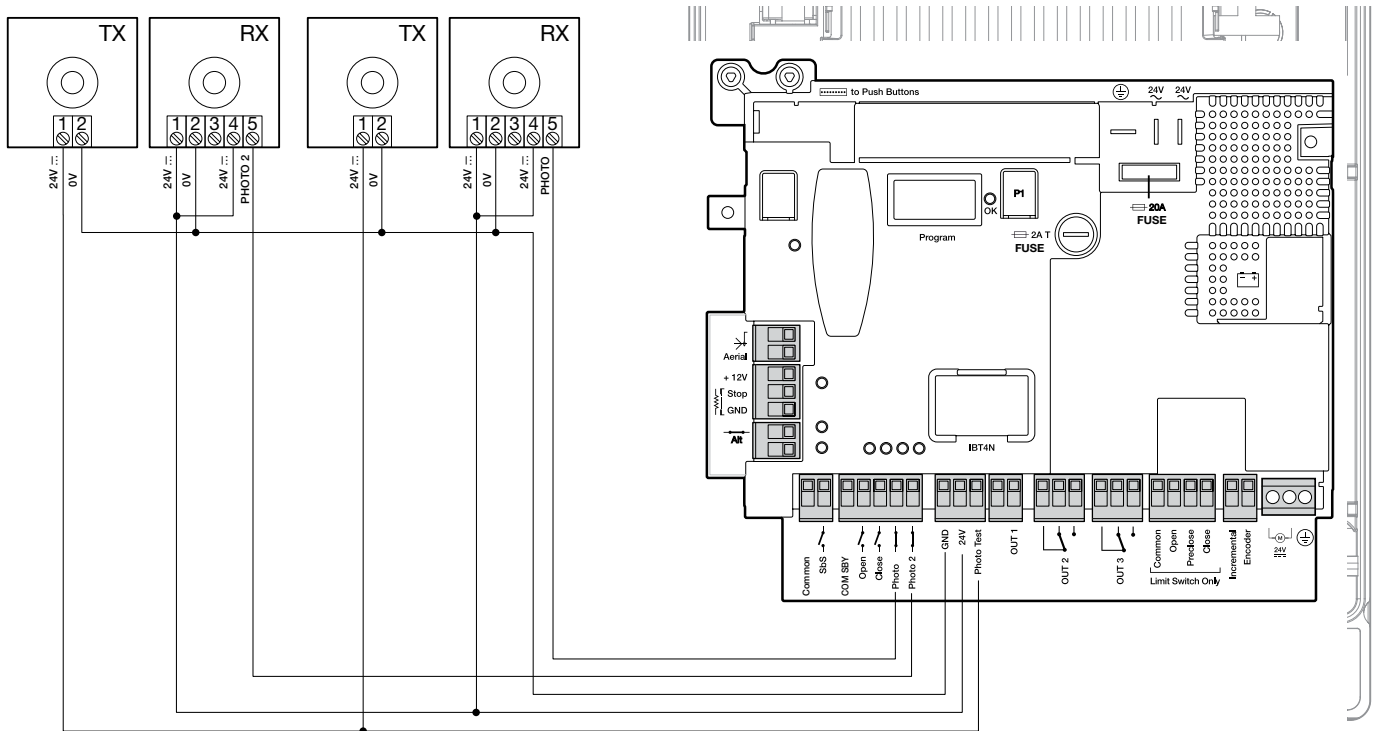 TX
RX
TX
RX
1 2
1 2 3 4 5
1 2
1 2 3 4 5
24V
0V
24V
0V
24V
PHOTO 2
24V
0V
24V
0V
24V
PHOTO
to Push Buttons
24V 24V
P1
OK
Program
2A T
FUSE
20A
FUSE
- +
Aerial
+ 12V
Stop
GND
Alt
IBT4N
Common
SbS
COM SBY
Open
Close
Photo
Photo 2
GND
24V
Photo Test
OUT 1
OUT 2
OUT 3
Common
Open
Preclose
Close
Limit Switch Only
Incremental
Encoder
M
24V